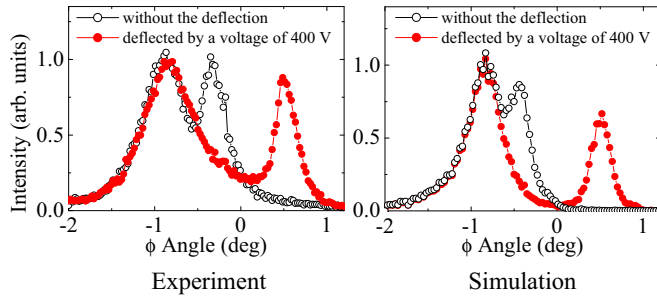 without the deflection
deflected by a voltage of 400 V
1.0
0.5
0.0
Intensity (arb. units)
-2
-1
0
1
ϕ Angle (deg)
Experiment
without the deflection
deflected by a voltage of 400 V
1.0
0.5
0.0
-2
-1
0
1
ϕ Angle (deg)
Simulation